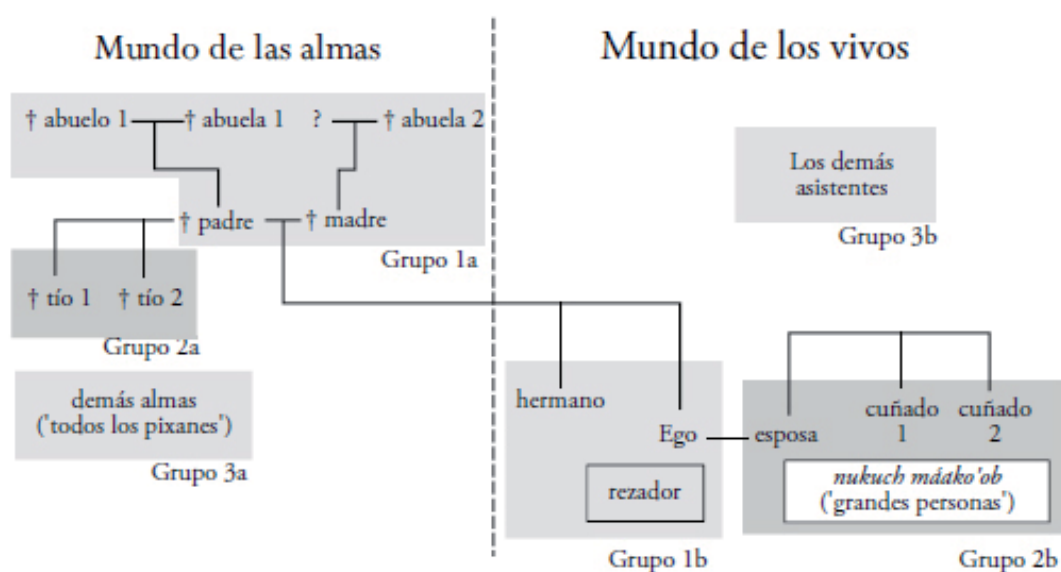 Mundo de las almas
† abuelo 1 † abuela 1 ? † abuela 2
† padre † madre
Grupo 1a
† tío 1 † tío 2
Grupo 2a
demás almas
('todos los pixanes')
Grupo 3a
Mundo de los vivos
Los demás
asistentes
Grupo 3b
hermano
Ego
rezador
Grupo 1b
esposa
cuñado
1
cuñado
2
nukuch máako'ob
('grandes personas')
Grupo 2b